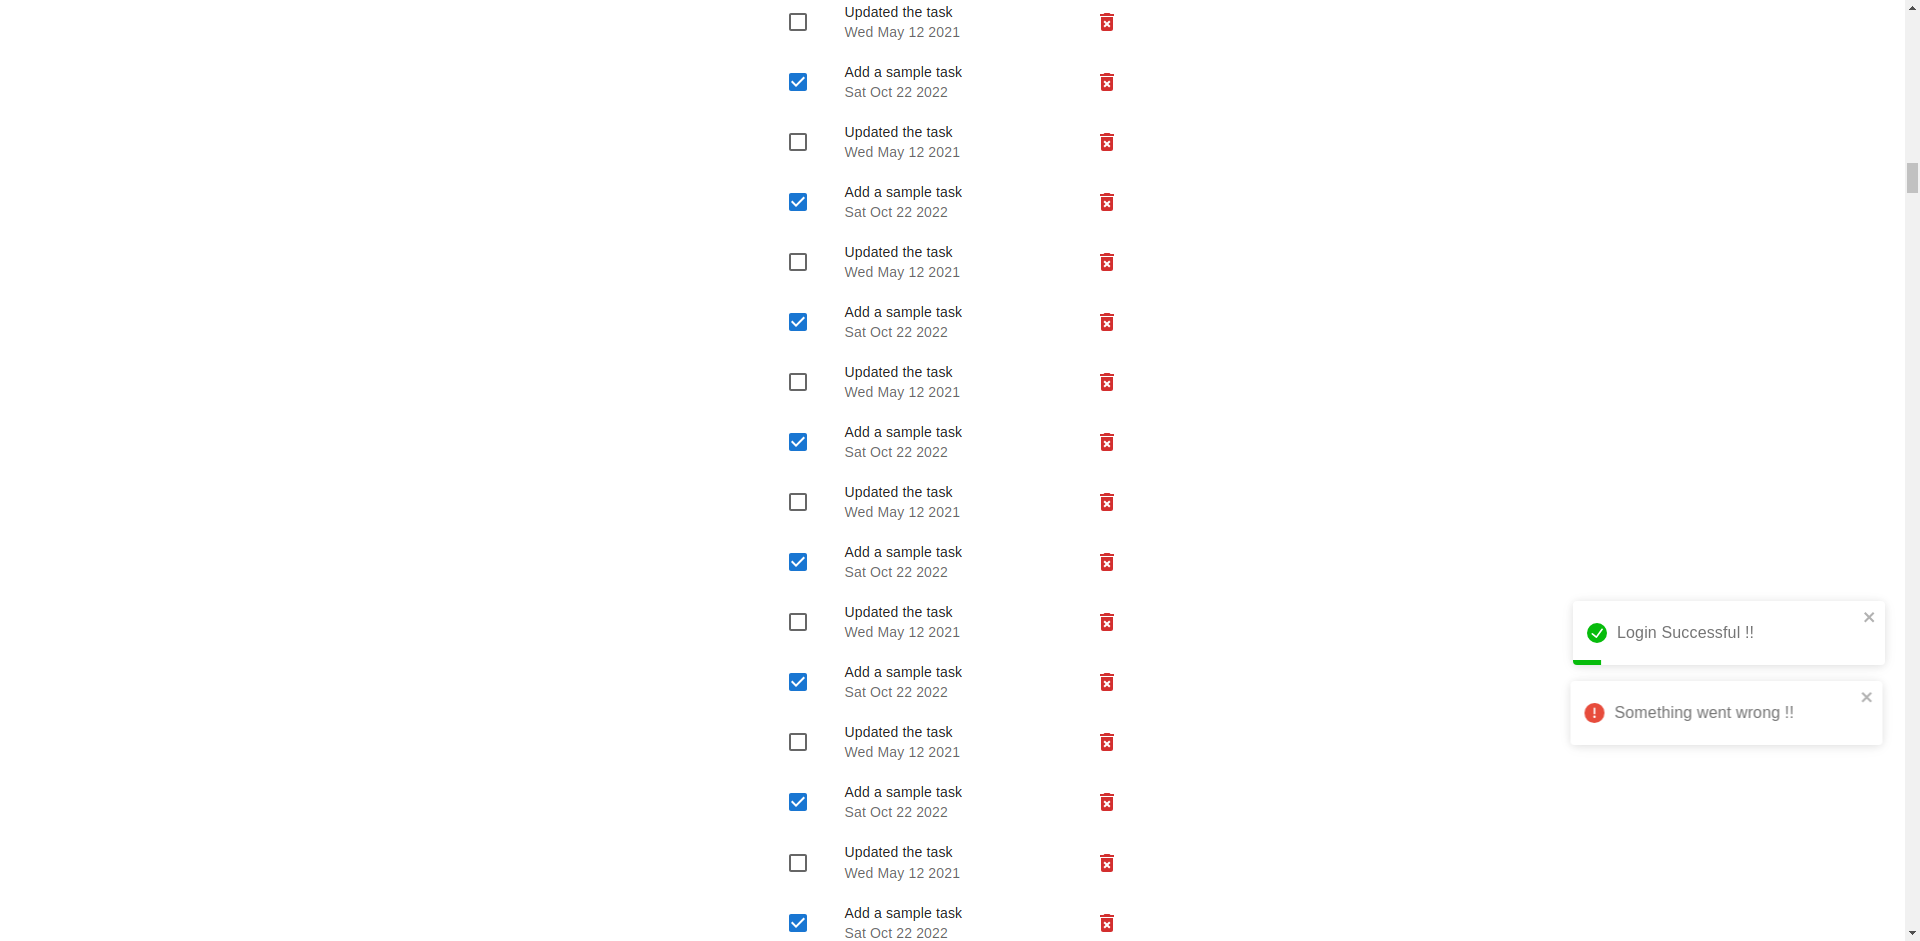 Updated the task
Wed May 12 2021
Add a sample task
Sat Oct 22 2022
Updated the task
Wed May 12 2021
Add a sample task
Sat Oct 22 2022
Updated the task
Wed May 12 2021
Add a sample task
Sat Oct 22 2022
Updated the task
Wed May 12 2021
Add a sample task
Sat Oct 22 2022
Updated the task
Wed May 12 2021
Add a sample task
Sat Oct 22 2022
Updated the task
Wed May 12 2021
Add a sample task
Sat Oct 22 2022
Updated the task
Wed May 12 2021
Add a sample task
Sat Oct 22 2022
Updated the task
Wed May 12 2021
Add a sample task
Sat Oct 22 2022
Login Successful !!
Something went wrong !!